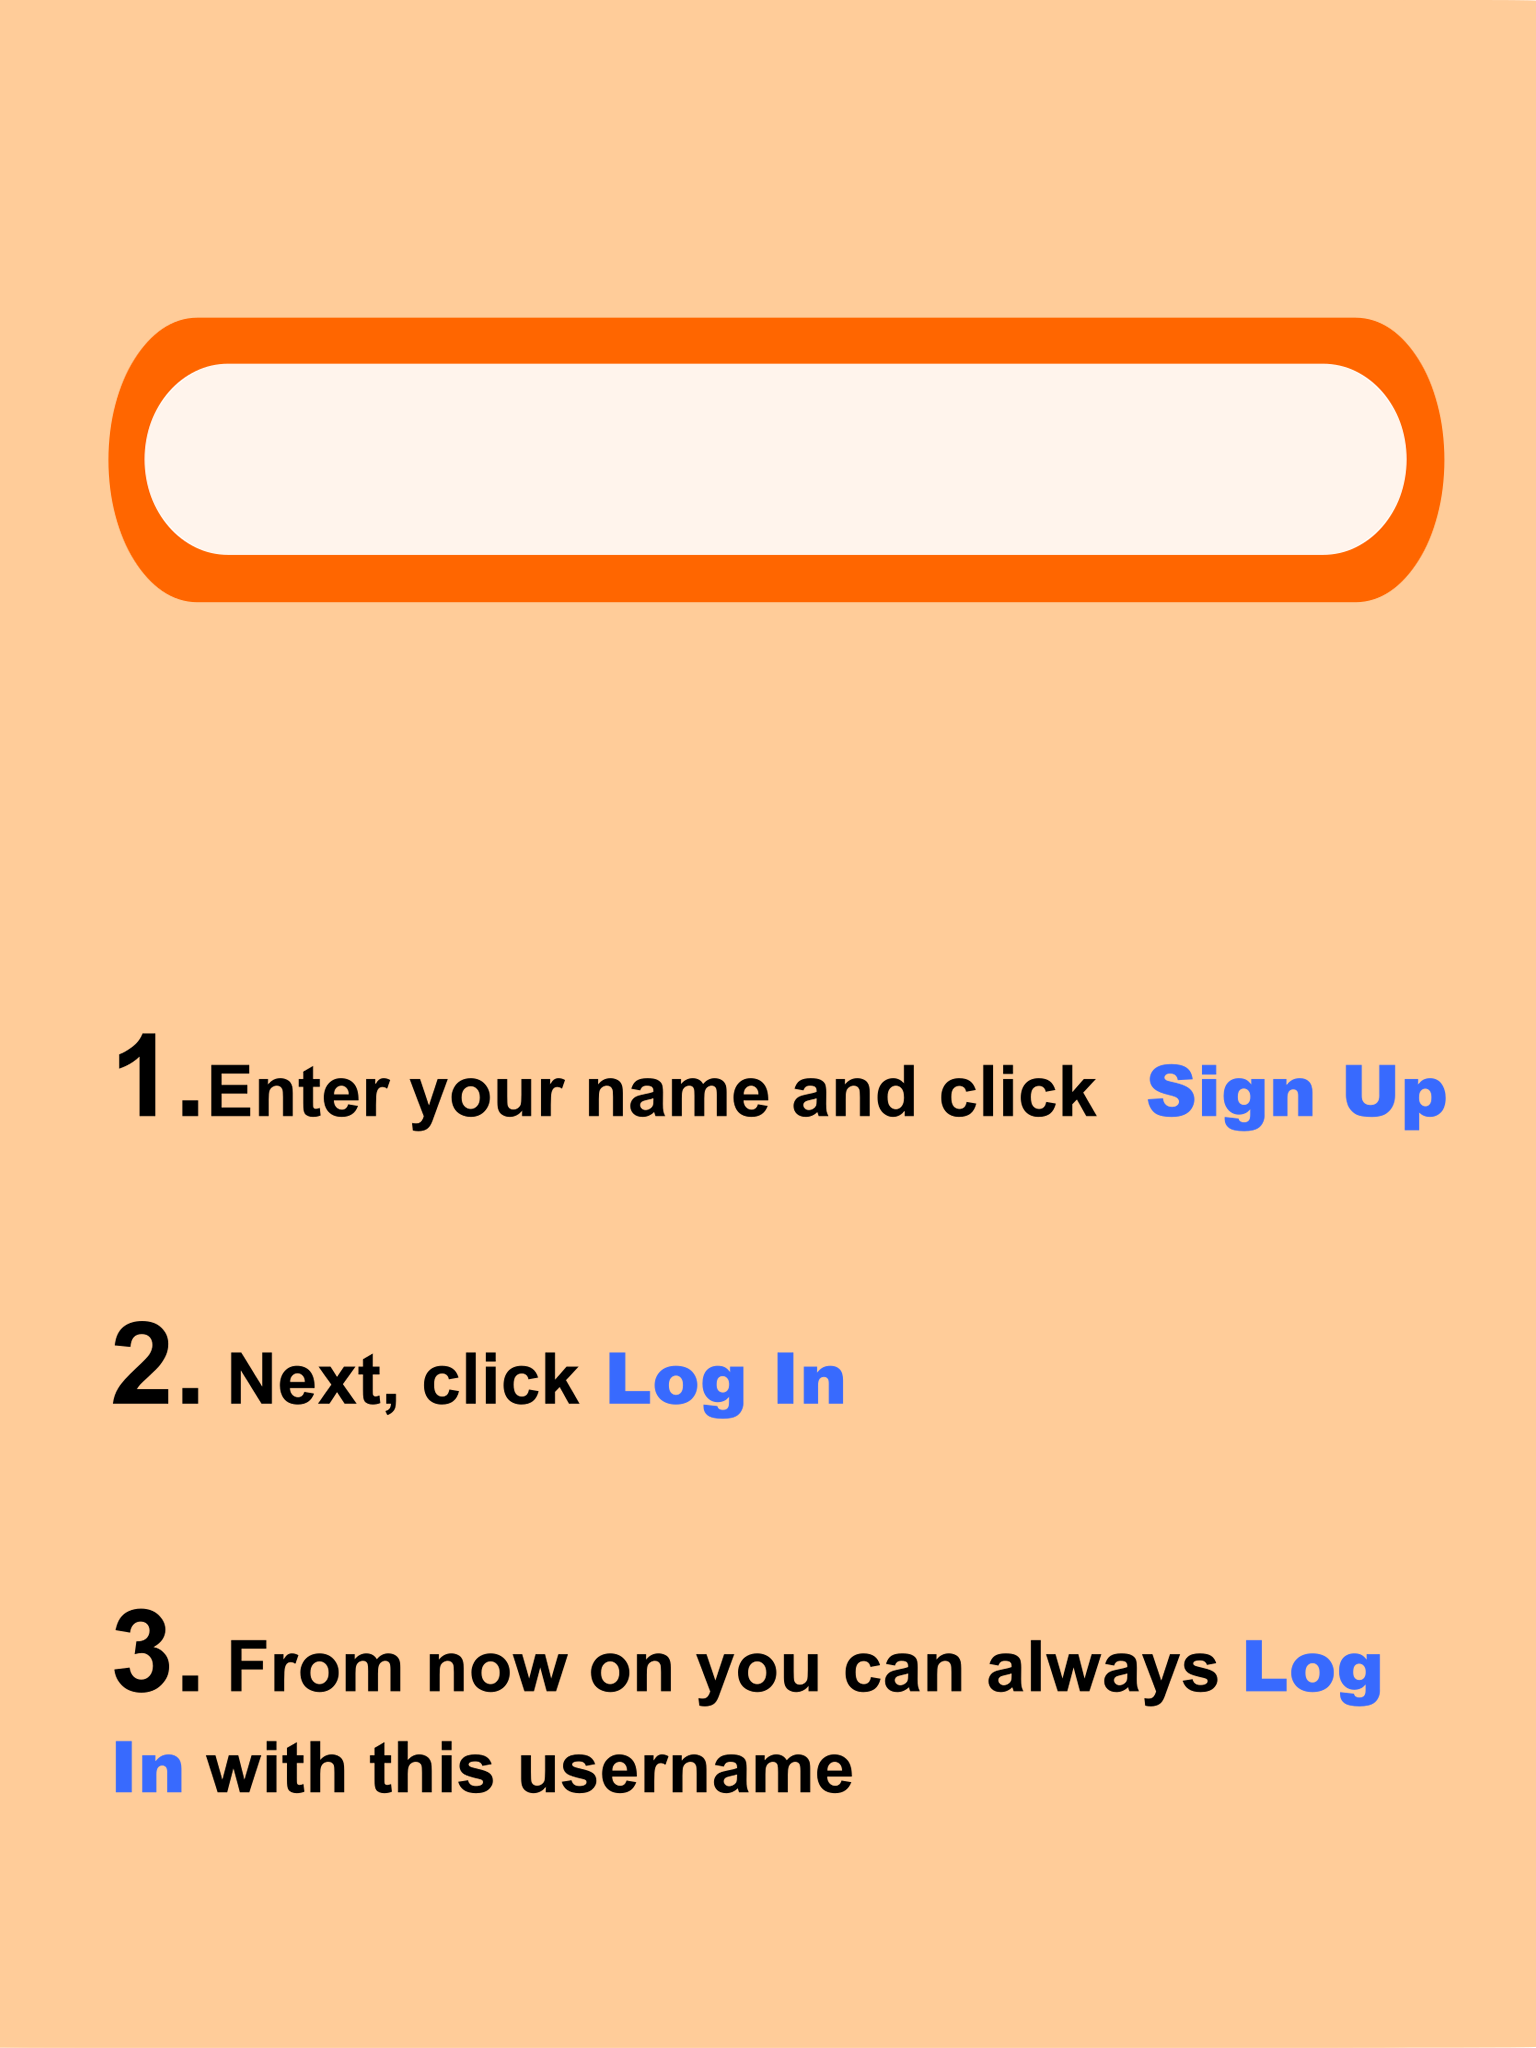 1.Enter your name and click  Sign Up
2. Next, click Log In
3. From now on you can always Log
In with this username